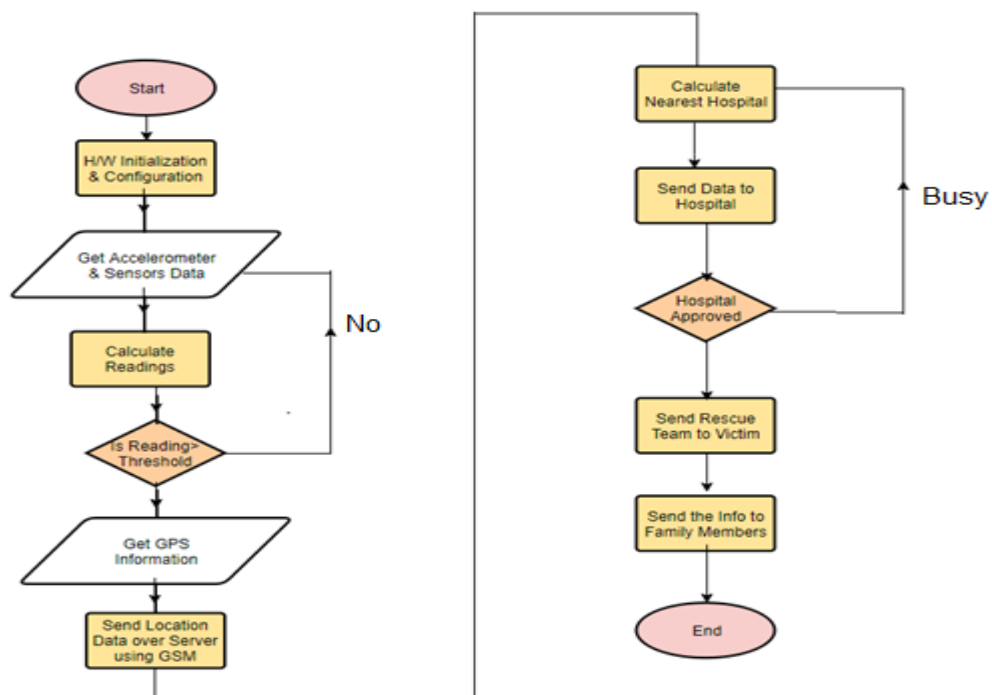 Start
H/W Initialization
& Configuration
Get Accelerometer
& Sensors Data
No
Calculate
Readings
Is Reading>
Threshold
Get GPS
Information
Send Location
Data over Server
using GSM
Calculate
Nearest Hospital
Send Data to
Hospital
Busy
Hospital
Approved
Send Rescue
Team to Victim
Send the Info to
Family Members
End